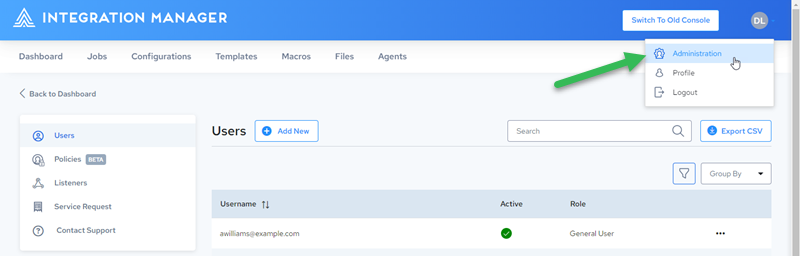 INTEGRATION MANAGER
Switch To Old Console
DL
Dashboard Jobs Configurations Templates Macros Files Agents
Administration
Profile
Logout
Back to Dashboard
Users
Policies BETA
Listeners
Service Request
Contact Support
Users
Add New
Search
Export CSV
Group By
Username Active Role
awilliams@example.com General User